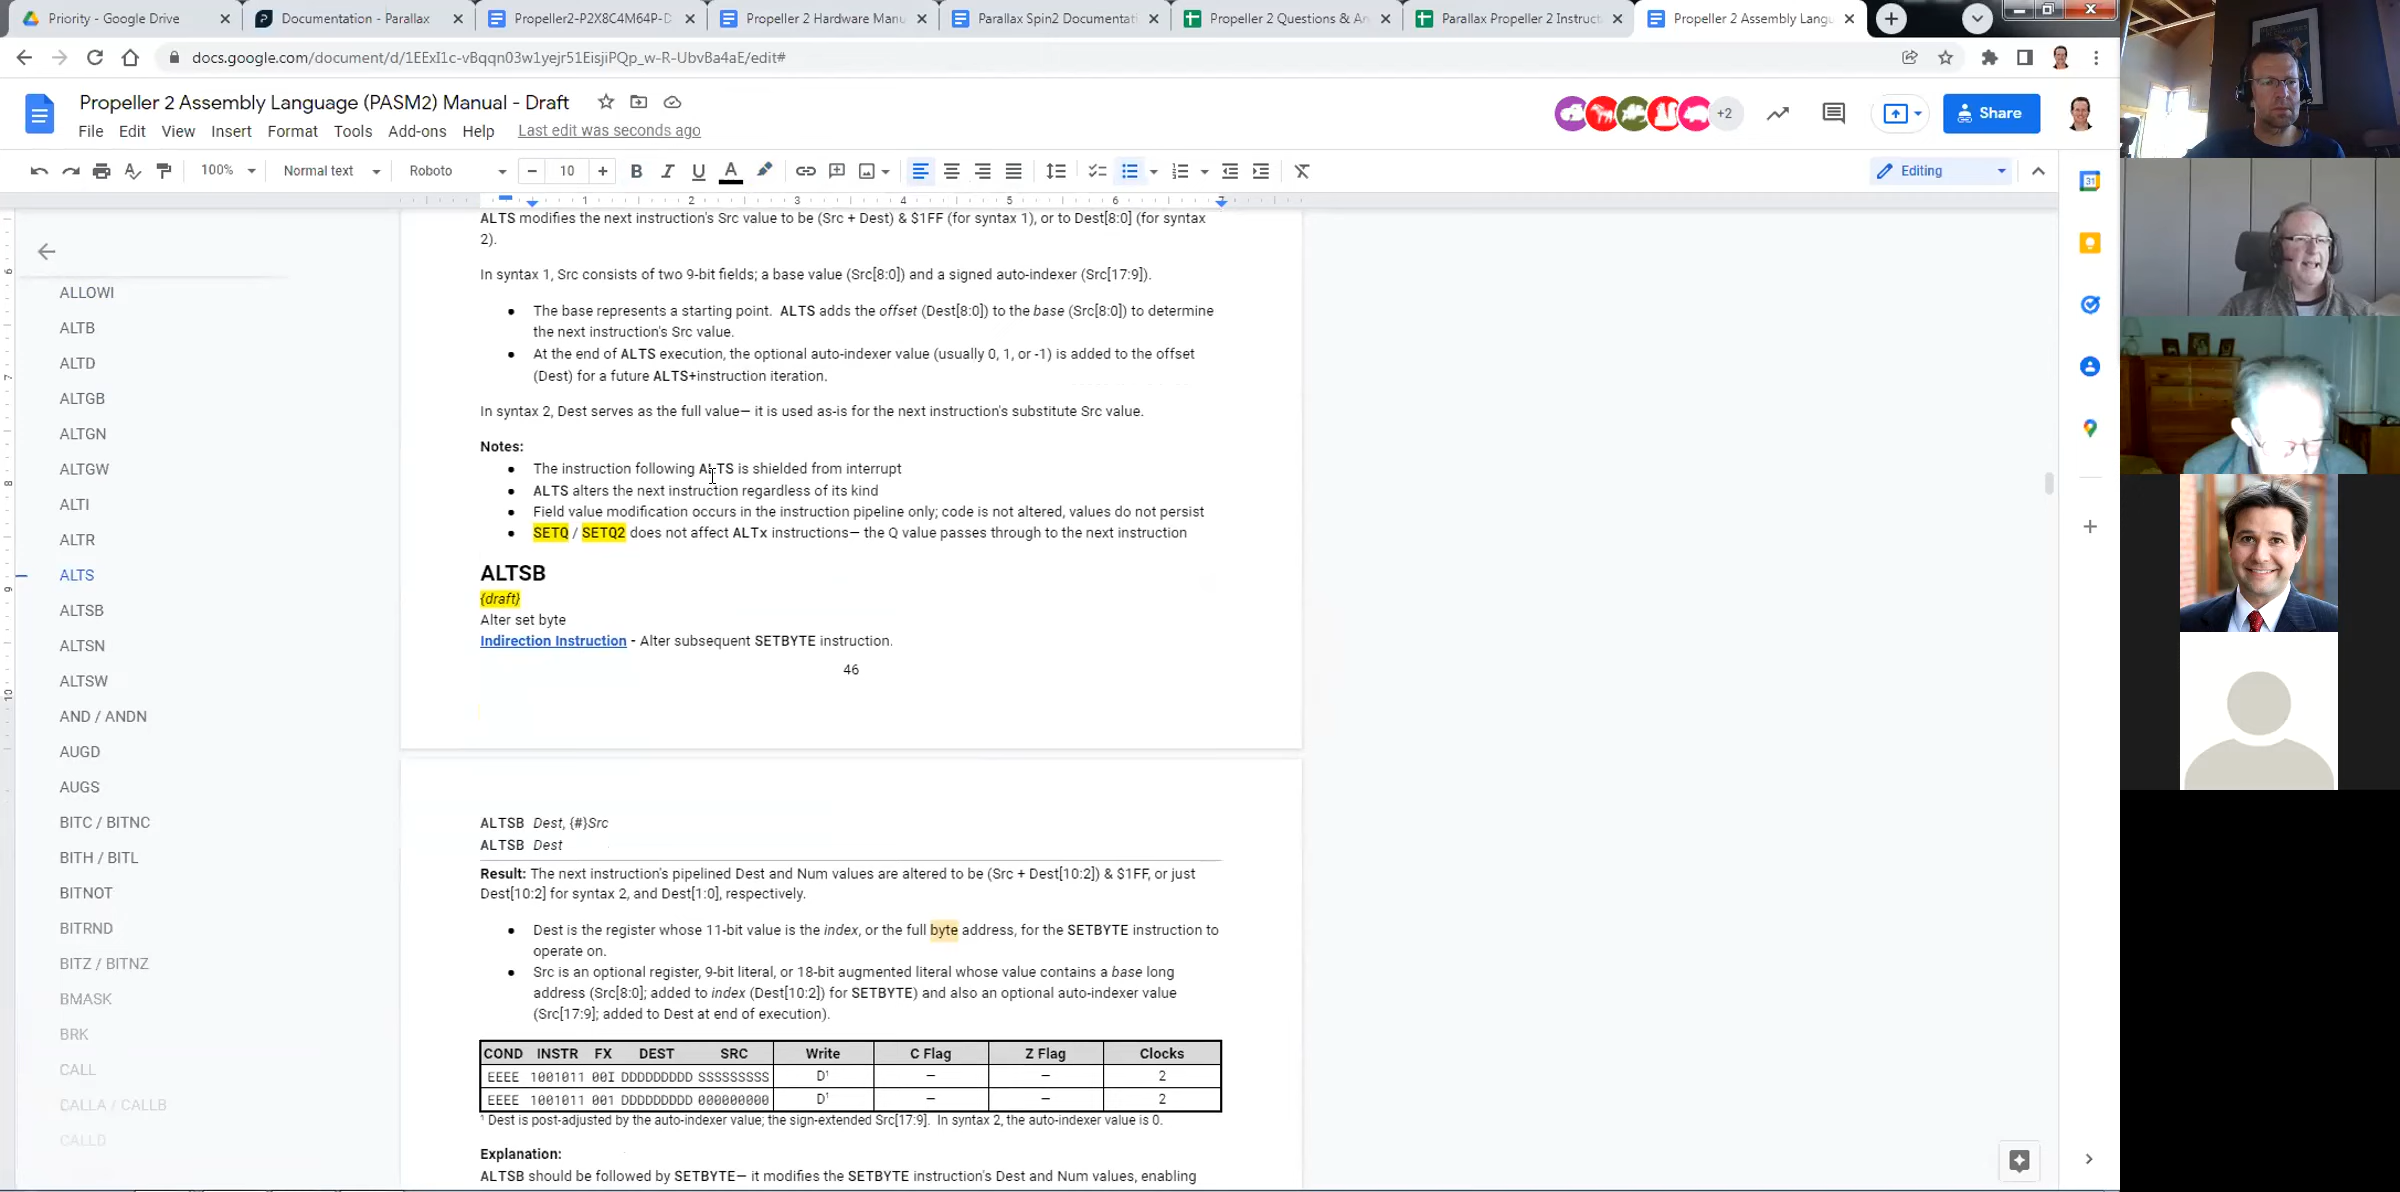 Priority - Google Drive
Documentation - Parallax
Propeller2-P2X8C4M64P-D
Propeller 2 Hardware Manu
Parallax Spin2 Documentati
Propeller 2 Questions & An
Parallax Propeller 2 Instruct
Propeller 2 Assembly Langu
docs.google.com/document/d/1EExI1c-vBqqn03w1yejr51EisjiPQp_w-R-UbvBa4aE/edit#
Propeller 2 Assembly Language (PASM2) Manual - Draft
+2
Share
File Edit View Insert Format Tools Add-ons Help Last edit was seconds ago
100% Normal text Roboto 10 B I U A Editing
1 2 3 4 5 6 7
31
6
7
8
9
10
ALLOWI
ALTB
ALTD
ALTGB
ALTGN
ALTGW
ALTI
ALTR
ALTS
ALTSB
ALTSN
ALTSW
AND / ANDN
AUGD
AUGS
BITC / BITNC
BITH / BITL
BITNOT
BITRND
BITZ / BITNZ
BMASK
BRK
CALL
CALLA / CALLB
CALLD
ALTS modifies the next instruction's Src value to be (Src + Dest) & $1FF (for syntax 1), or to Dest[8:0] (for syntax
2).
In syntax 1, Src consists of two 9-bit fields; a base value (Src[8:0]) and a signed auto-indexer (Src[17:9]).
● The base represents a starting point.  ALTS adds the offset (Dest[8:0]) to the base (Src[8:0]) to determine
the next instruction's Src value.
● At the end of ALTS execution, the optional auto-indexer value (usually 0, 1, or -1) is added to the offset
(Dest) for a future ALTS+instruction iteration.
In syntax 2, Dest serves as the full value— it is used as-is for the next instruction's substitute Src value.
Notes:
● The instruction following ALTS is shielded from interrupt
● ALTS alters the next instruction regardless of its kind
● Field value modification occurs in the instruction pipeline only; code is not altered, values do not persist
● SETQ / SETQ2 does not affect ALTx instructions— the Q value passes through to the next instruction
ALTSB
{draft}
Alter set byte
Indirection Instruction - Alter subsequent SETBYTE instruction.
46
ALTSB Dest, {#}Src
ALTSB Dest
Result: The next instruction's pipelined Dest and Num values are altered to be (Src + Dest[10:2]) & $1FF, or just
Dest[10:2] for syntax 2, and Dest[1:0], respectively.
● Dest is the register whose 11-bit value is the index, or the full byte address, for the SETBYTE instruction to
operate on.
● Src is an optional register, 9-bit literal, or 18-bit augmented literal whose value contains a base long
address (Src[8:0]; added to index (Dest[10:2]) for SETBYTE) and also an optional auto-indexer value
(Src[17:9]; added to Dest at end of execution).
COND INSTR FX DEST SRC Write C Flag Z Flag Clocks
EEEE 1001011 00I DDDDDDDDD SSSSSSSSS D¹ — — 2
EEEE 1001011 001 DDDDDDDDD 000000000 D¹ — — 2
¹ Dest is post-adjusted by the auto-indexer value; the sign-extended Src[17:9].  In syntax 2, the auto-indexer value is 0.
Explanation:
ALTSB should be followed by SETBYTE— it modifies the SETBYTE instruction's Dest and Num values, enabling